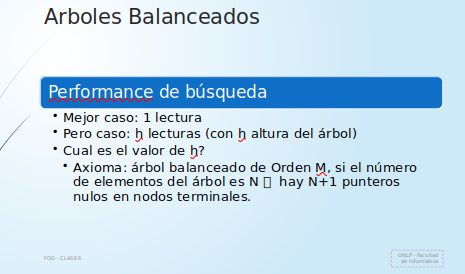 Arboles Balanceados
Performance de búsqueda
• Mejor caso: 1 lectura
• Pero caso: h lecturas (con h altura del árbol)
• Cual es el valor de h?
• Axioma: árbol balanceado de Orden M, si el número
de elementos del árbol es N hay N+1 punteros
nulos en nodos terminales.
FOD - CLASE 6
UNLP - Facultad
de Informática